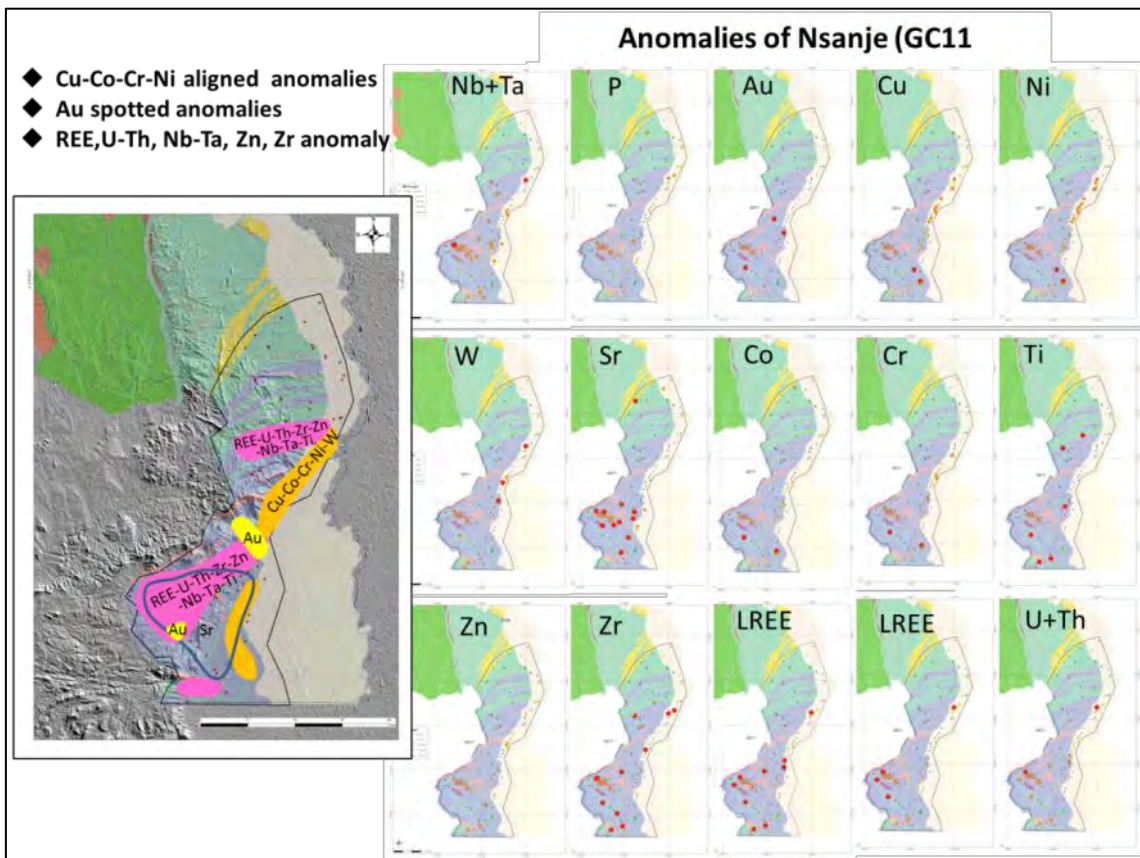 Anomalies of Nsanje (GC11
◆ Cu-Co-Cr-Ni aligned anomalies
◆ Au spotted anomalies
◆ REE,U-Th, Nb-Ta, Zn, Zr anomaly
Nb+Ta
P
Au
Cu
Ni
W
Sr
Co
Cr
Ti
Zn
Zr
LREE
LREE
U+Th
REE-U-Th-Zr-Zn
-Nb-Ta-Ti
Cu-Co-Cr-Ni-W
Au
REE-U-Th-Zr-Zn
-Nb-Ta-Ti
Au
Sr